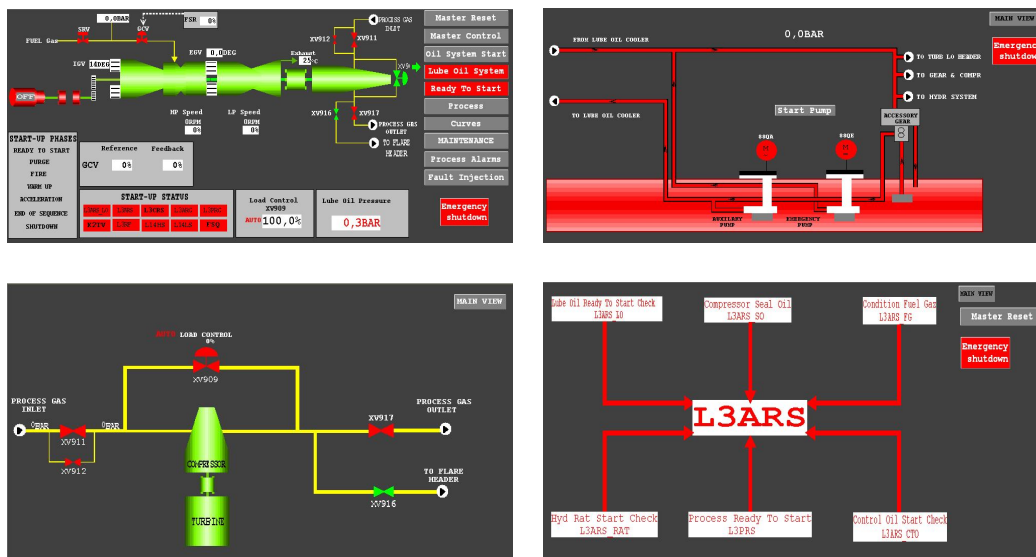 0,0BAR
SRV
GCV
FSR 0%
FUEL Gas
EGV 0,0DEG
IGV 14DEG
Exhaust
25°C
OFF
HP Speed
0RPM
0%
LP Speed
0RPM
0%
XV912
XV911
PROCESS GAS
INLET
XV916
XV917
PROCESS GAS
OUTLET
TO FLARE
HEADER
START-UP PHASES
READY TO START
PURGE
FIRE
WARM UP
ACCELERATION
END OF SEQUENCE
SHUTDOWN
Reference Feedback
GCV 0% 0%
START-UP STATUS
Load Control
XV909
AUTO 100,0%
Lube Oil Pressure
0,3BAR
Master Reset
Master Control
Oil System Start
Lube Oil System
Ready To Start
Process
Curves
MAINTENANCE
Process Alarms
Fault Injection
Emergency
shutdown
MAIN VIEW
Emergency
shutdown
FROM LUBE OIL COOLER
0,0BAR
TO TURB LO HEADER
TO GEAR & COMPR
TO HYDR SYSTEM
TO LUBE OIL COOLER
Start Pump
ACCESSORY
GEAR
88QA
88QE
M
M
AUXILARY
PUMP
EMERGENCY
PUMP
MAIN VIEW
AUTO LOAD CONTROL
0%
XV909
PROCESS GAS
INLET
0BAR
0BAR
XV911
XV912
XV917
PROCESS GAS
OUTLET
COMPRESSOR
TURBINE
TO FLARE
HEADER
XV916
MAIN VIEW
Master Reset
Emergency
shutdown
Lube Oil Ready To Start Check
L3ARS_LO
Compressor Seal Oil
L3ARS SO
Condition Fuel Gaz
L3ARS FG
L3ARS
Hyd Rat Start Check
L3ARS_RAT
Process Ready To Start
L3PRS
Control Oil Start Check
L3ARS_CTO